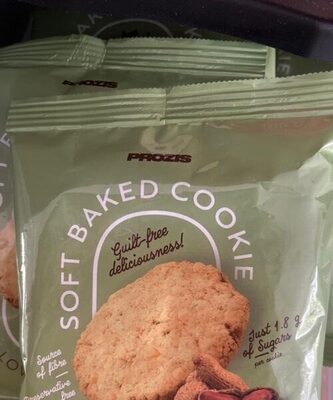 PROZIS
PROZIS
SOFT BAKED COOKIE
Guilt-free
deliciousness!
Just 1.8 g
of Sugars
per cookie
Source
of fibre
Preservative
free